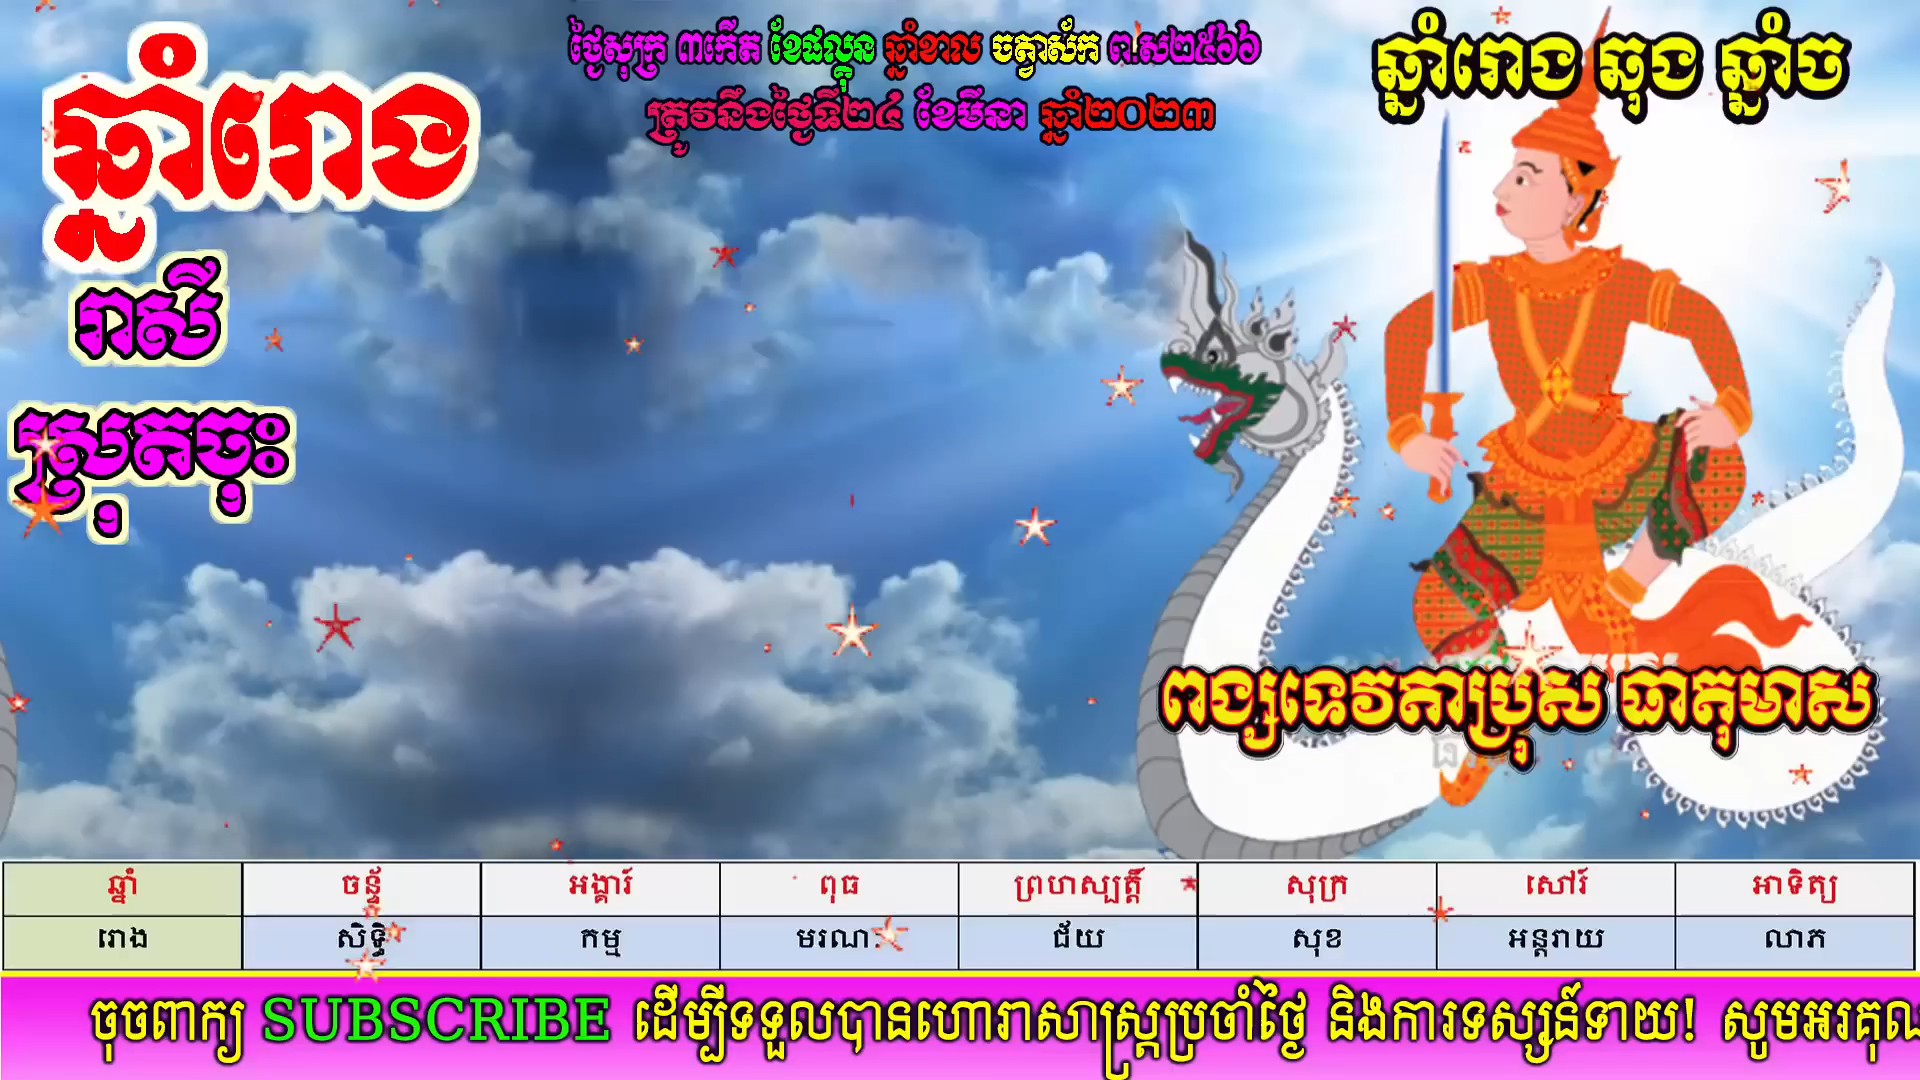 ថ្ងៃសុក្រ ៣កើត ខែផល្គុន ឆ្នាំខាល ចត្វាស័ក ព.ស២៥៦៦
ត្រូវនឹងថ្ងៃទី២៤ ខែមីនា ឆ្នាំ២០២៣
ឆ្នាំរោង ឆុង ឆ្នាំច
ឆ្នាំរោង
រាសី
ស្រុតចុះ
ពង្សទេវតាប្រុស ធាតុមាស
ឆ្នាំ ចន្ទ័ អង្គារ៍ ពុធ ព្រហស្បត្តិ៍ សុក្រ សៅរ៍ អាទិត្យ
រោង សិទ្ធិ កម្ម មរណៈ ជ័យ សុខ អន្តរាយ លាភ
ចុចពាក្យ SUBSCRIBE ដើម្បីទទួលបានហោរាសាស្ត្រប្រចាំថ្ងៃ និងការទស្សន៍ទាយ! សូមអរគុណ